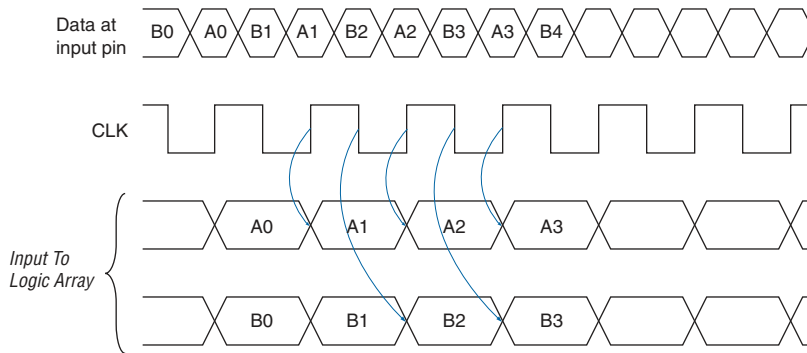 Data at
input pin
B0 A0 B1 A1 B2 A2 B3 A3 B4
CLK
Input To
Logic Array
A0 A1 A2 A3
B0 B1 B2 B3